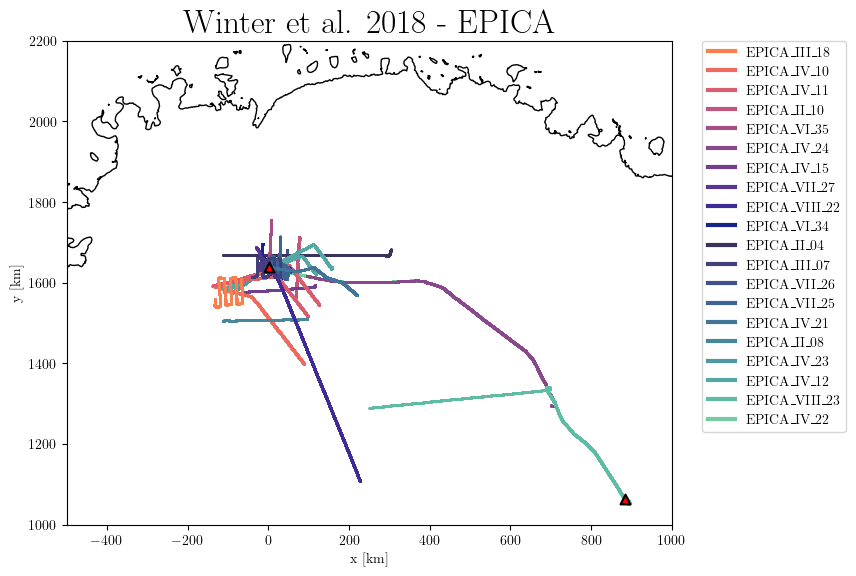 Winter et al. 2018 - EPICA
2200
2000
1800
1600
1400
1200
1000
y [km]
−400
−200
0
200
400
600
800
1000
x [km]
EPICA_III_18
EPICA_IV_10
EPICA_IV_11
EPICA_II_10
EPICA_VI_35
EPICA_IV_24
EPICA_IV_15
EPICA_VII_27
EPICA_VIII_22
EPICA_VI_34
EPICA_II_04
EPICA_III_07
EPICA_VII_26
EPICA_VII_25
EPICA_IV_21
EPICA_II_08
EPICA_IV_23
EPICA_IV_12
EPICA_VIII_23
EPICA_IV_22